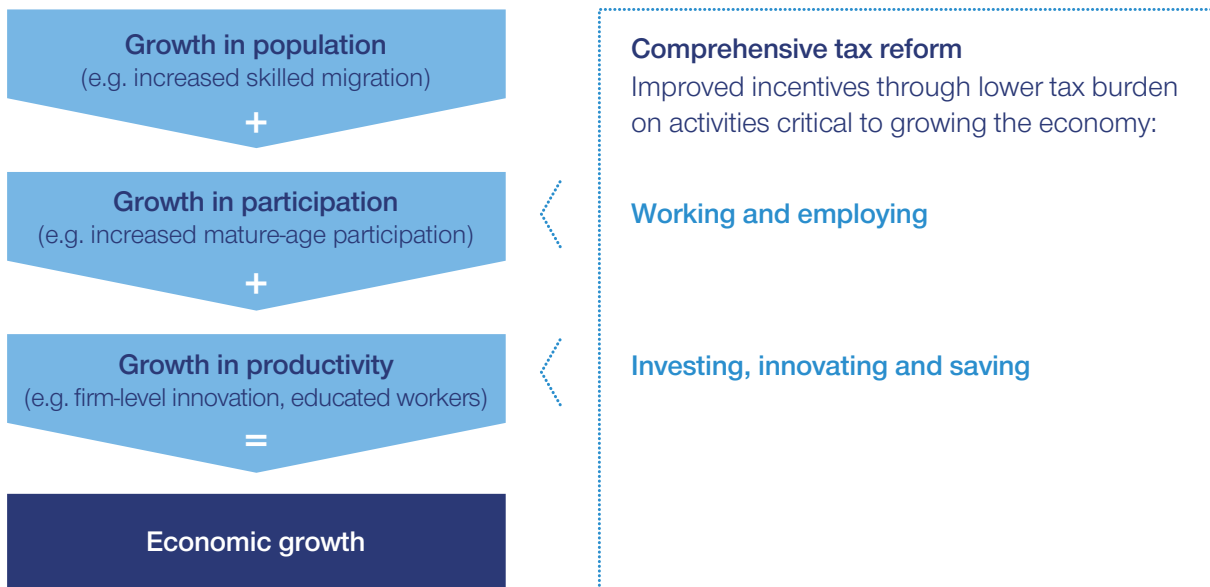 Growth in population
(e.g. increased skilled migration)
+
Growth in participation
(e.g. increased mature-age participation)
+
Growth in productivity
(e.g. firm-level innovation, educated workers)
=
Economic growth
Comprehensive tax reform
Improved incentives through lower tax burden
on activities critical to growing the economy:
Working and employing
Investing, innovating and saving